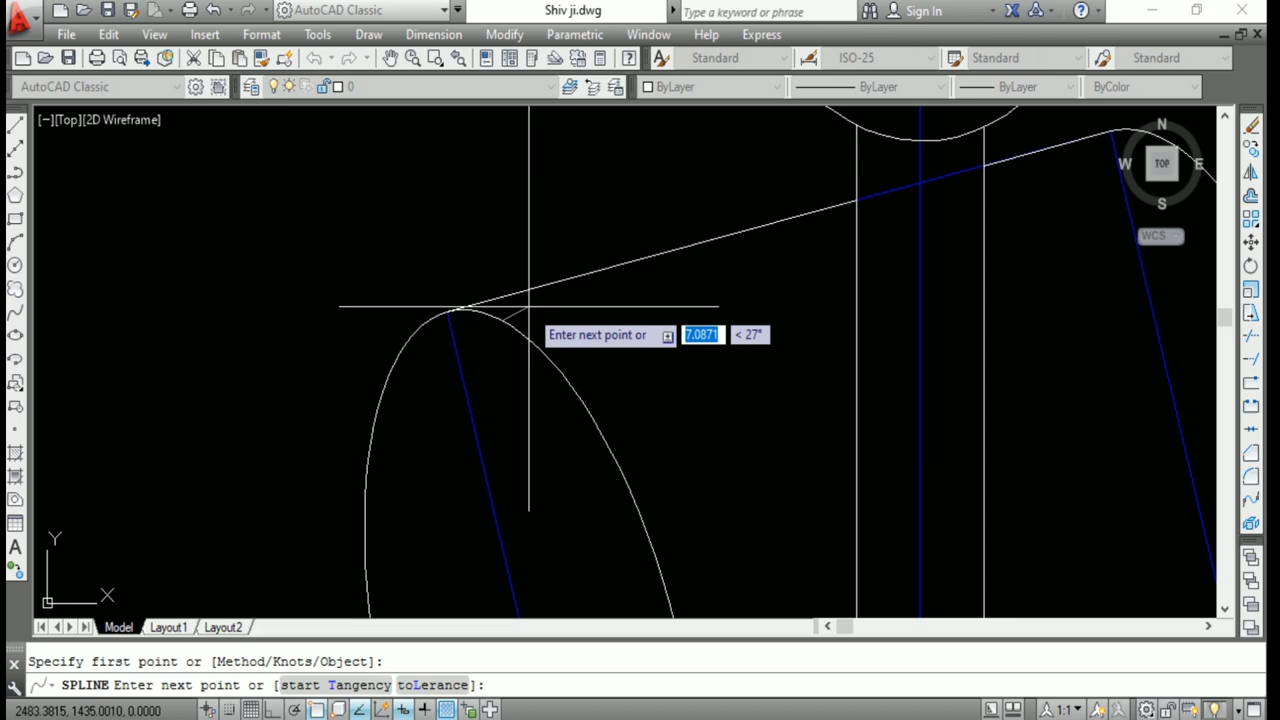 AutoCAD Classic
Shiv ji.dwg
Type a keyword or phrase
Sign In
File Edit View Insert Format Tools Draw Dimension Modify Parametric Window Help Express
Standard ISO-25 Standard Standard
AutoCAD Classic 0 ByLayer ByLayer ByLayer ByColor
[−][Top][2D Wireframe]
N
W TOP E
S
WCS
Enter next point or 7.0871 < 27°
Y
X
Model Layout1 Layout2
Specify first point or [Method/Knots/Object]:
SPLINE Enter next point or [start Tangency toLerance]:
2483.3815, 1435.0010, 0.0000 1:1